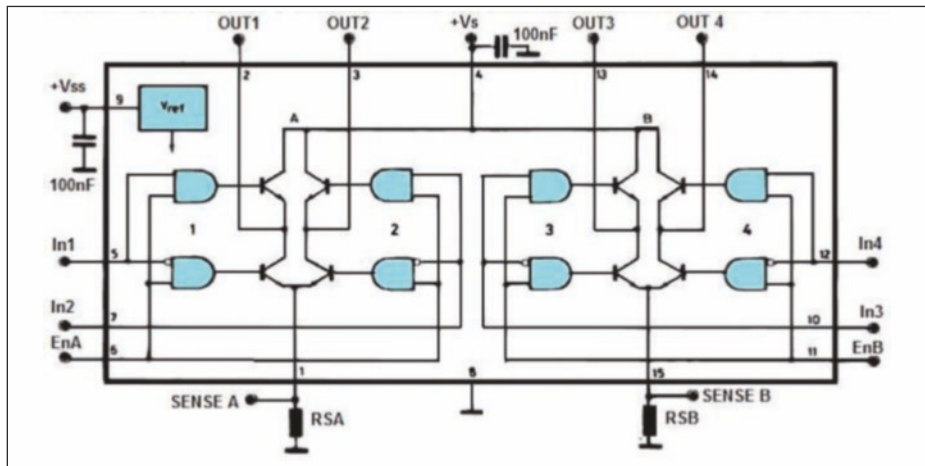 OUT1
OUT2
+Vs
100nF
OUT3
OUT 4
2
3
4
13
14
+Vss
9
Vref
A
B
100nF
1
2
3
4
In1
5
12
In4
In2
7
10
In3
EnA
6
11
EnB
1
8
15
SENSE A
SENSE B
RSA
RSB